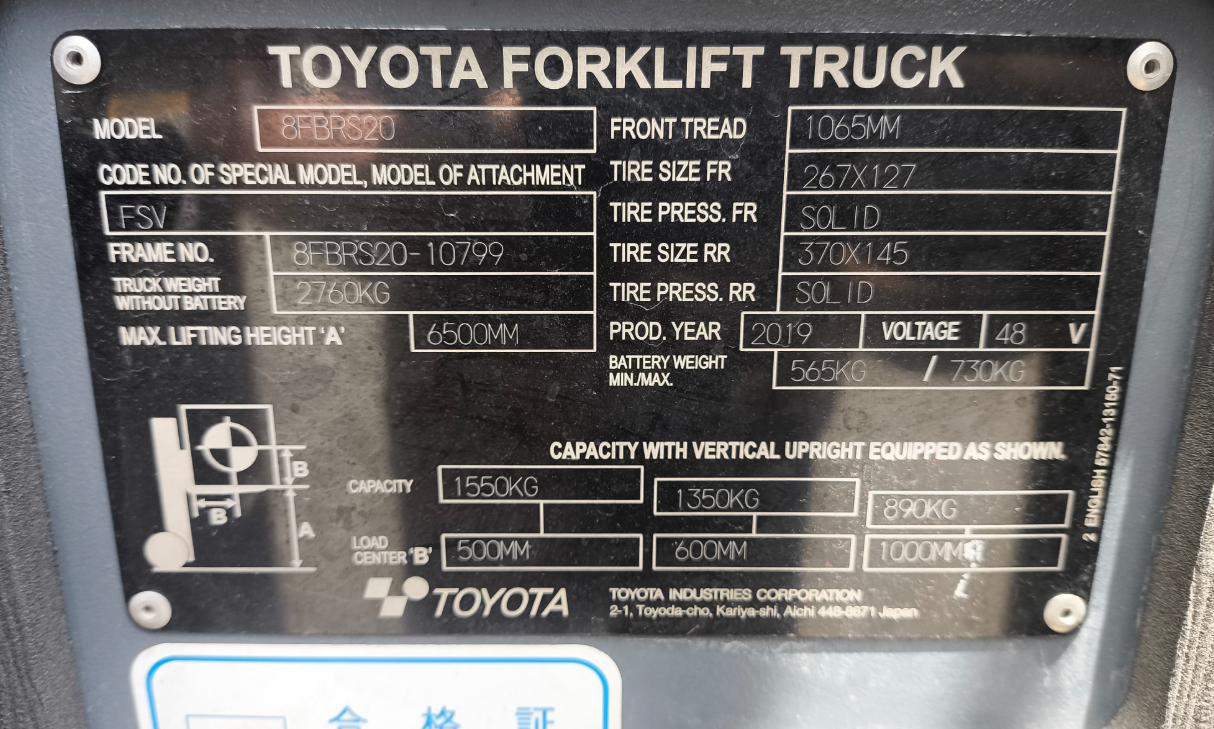 TOYOTA FORKLIFT TRUCK
MODEL 8FBRS20
CODE NO. OF SPECIAL MODEL, MODEL OF ATTACHMENT
FSV
FRAME NO. 8FBRS20-10799
TRUCK WEIGHT WITHOUT BATTERY 2760KG
MAX. LIFTING HEIGHT 'A' 6500MM
FRONT TREAD 1065MM
TIRE SIZE FR 267X127
TIRE PRESS. FR SOLID
TIRE SIZE RR 370X145
TIRE PRESS. RR SOLID
PROD. YEAR 2019 VOLTAGE 48 V
BATTERY WEIGHT MIN./MAX. 565KG / 730KG
CAPACITY WITH VERTICAL UPRIGHT EQUIPPED AS SHOWN.
B
B
A
CAPACITY 1550KG 1350KG 890KG
LOAD CENTER 'B' 500MM 600MM 1000MM
TOYOTA
TOYOTA INDUSTRIES CORPORATION
2-1, Toyoda-cho, Kariya-shi, Aichi 448-8671 Japan
2 ENGLISH 57842-13150-71
合格証